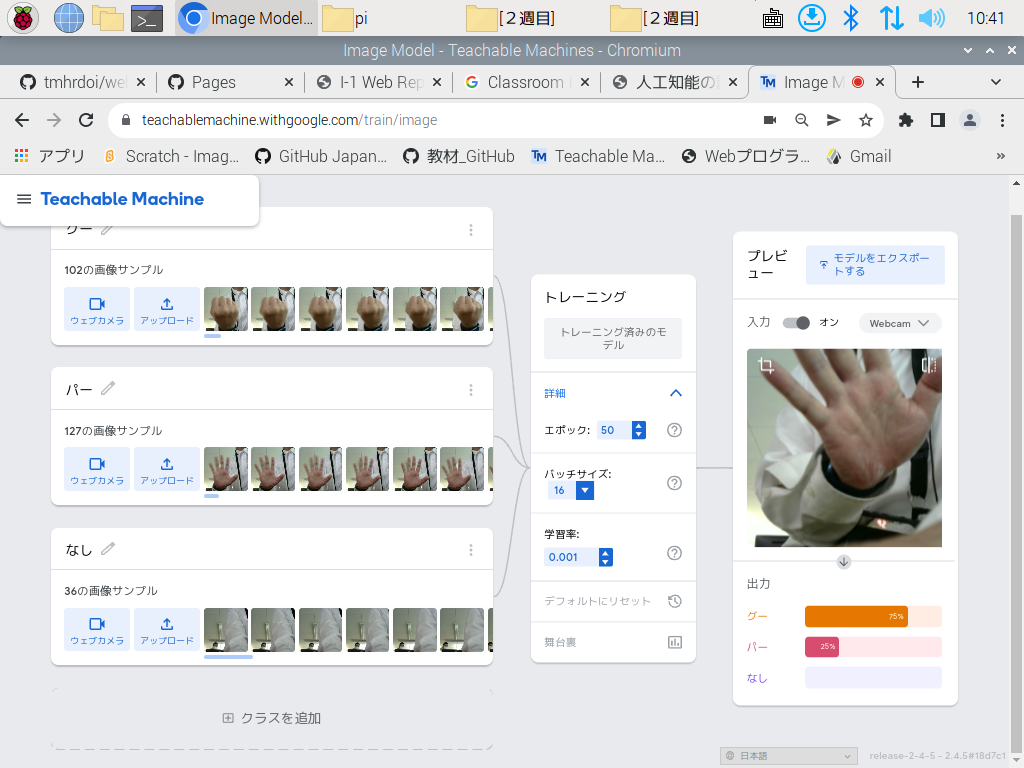 Image Model...
pi
[２週目]
[２週目]
10:41
Image Model - Teachable Machines - Chromium
tmhrdoi/we
Pages
I-1 Web Rep
Classroom
人工知能の
Image M
teachablemachine.withgoogle.com/train/image
アプリ
Scratch - Imag...
GitHub Japan...
教材_GitHub
Teachable Ma...
Webプログラ...
Gmail
»
Teachable Machine
グー
102の画像サンプル
ウェブカメラ
アップロード
パー
127の画像サンプル
ウェブカメラ
アップロード
なし
36の画像サンプル
ウェブカメラ
アップロード
クラスを追加
トレーニング
トレーニング済みのモ
デル
詳細
エポック: 50
バッチサイズ:
16
学習率:
0.001
デフォルトにリセット
舞台裏
プレビ
ュー
モデルをエクスポー
トする
入力
オン
Webcam
出力
グー
75%
パー
25%
なし
日本語
release-2-4-5 - 2.4.5#18d7c1